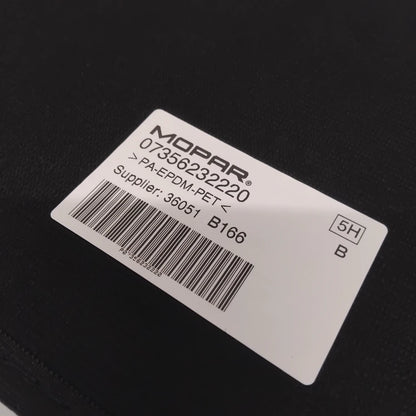 MOPAR®
07356232220
>PA-EPDM-PET<
Supplier: 36051 B166
5H
B